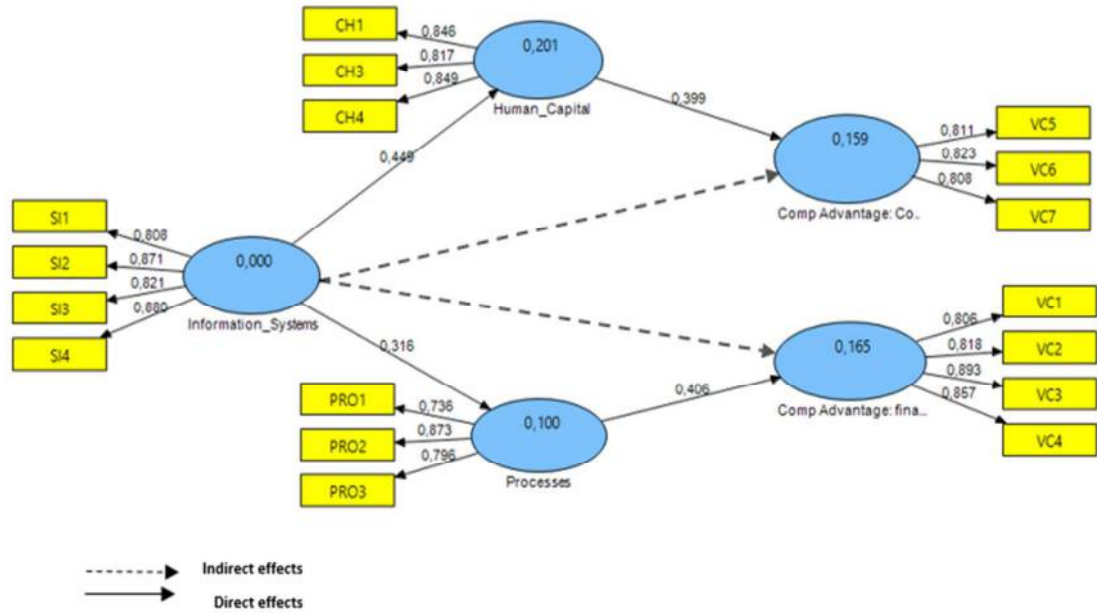 CH1
0,846
CH3
0,817
CH4
0,849
0,201
Human_Capital
0,399
0,449
0,159
Comp Advantage: Co..
0,811
VC5
0,823
VC6
0,808
VC7
SI1
0,808
SI2
0,871
SI3
0,821
SI4
0,880
0,000
Information_Systems
0,316
PRO1
0,736
PRO2
0,873
PRO3
0,796
0,100
Processes
0,406
0,165
Comp Advantage: fina..
0,806
VC1
0,818
VC2
0,893
VC3
0,857
VC4
Indirect effects
Direct effects